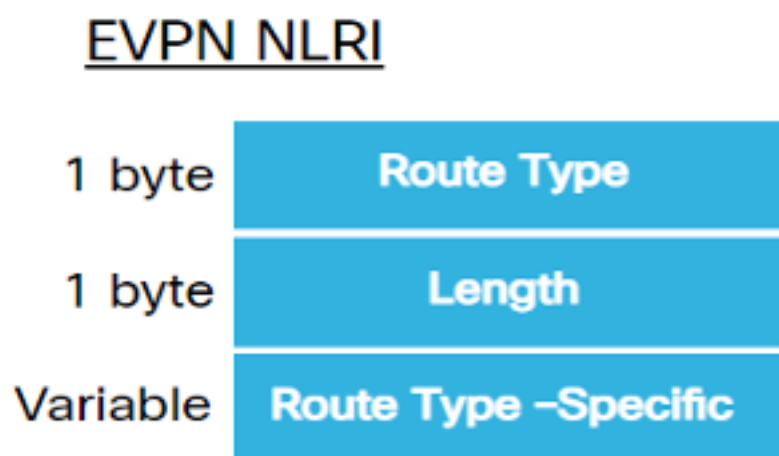 EVPN NLRI
1 byte Route Type
1 byte Length
Variable Route Type –Specific